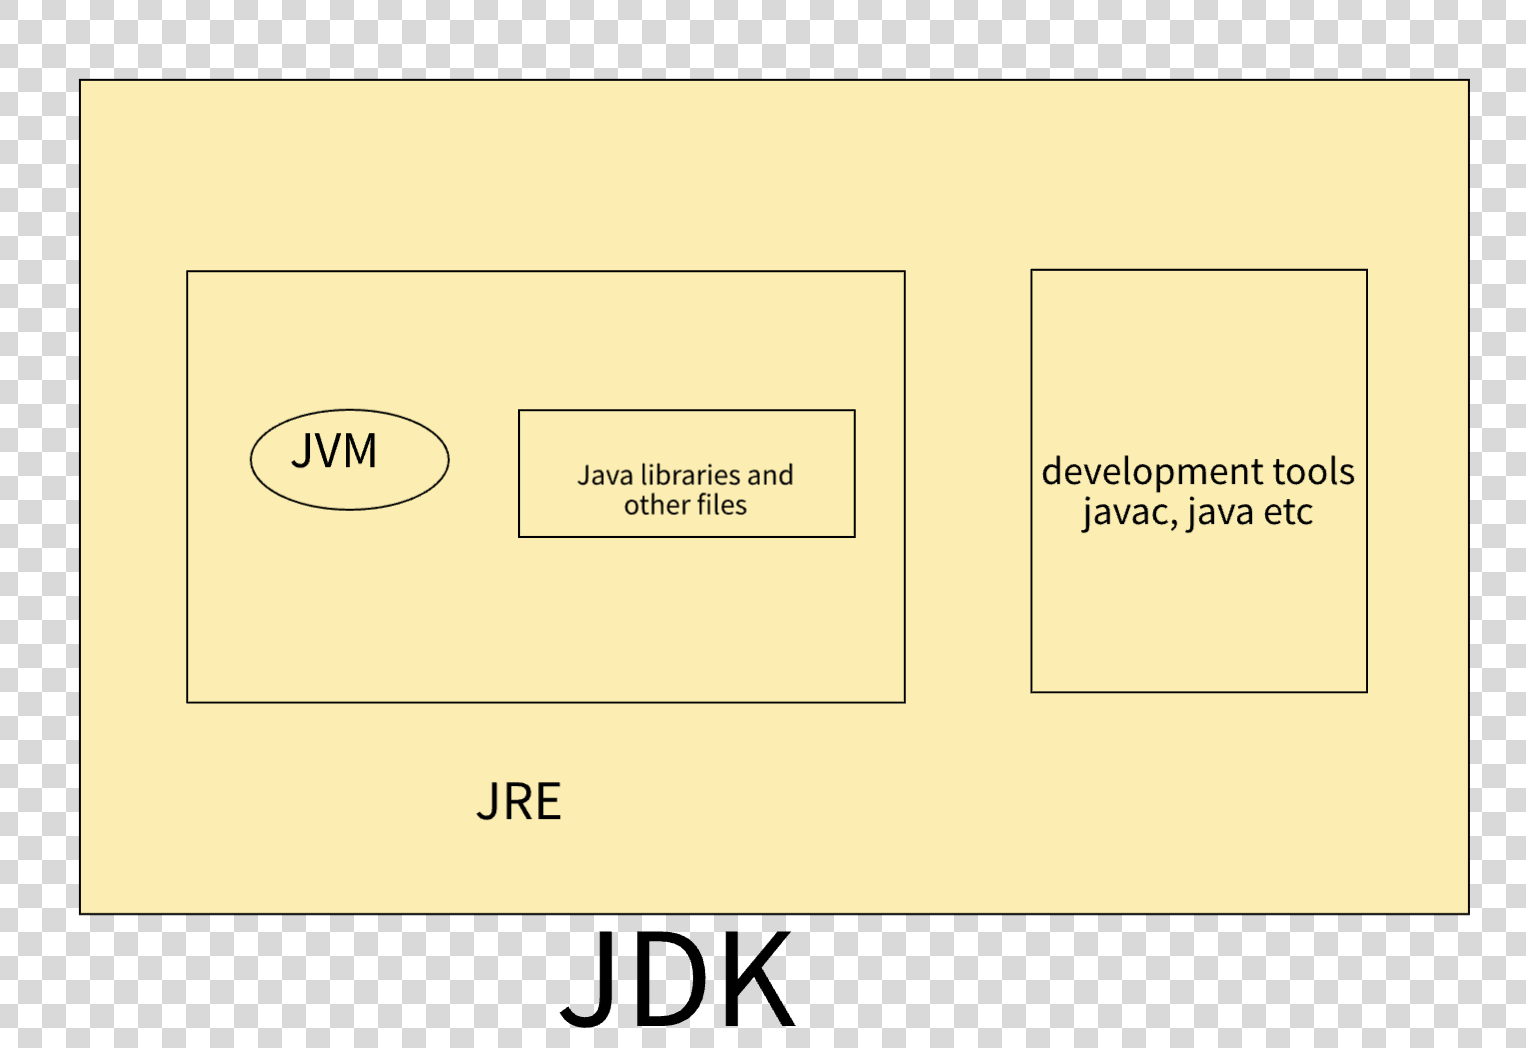 JVM
Java libraries and
other files
development tools
javac, java etc
JRE
JDK